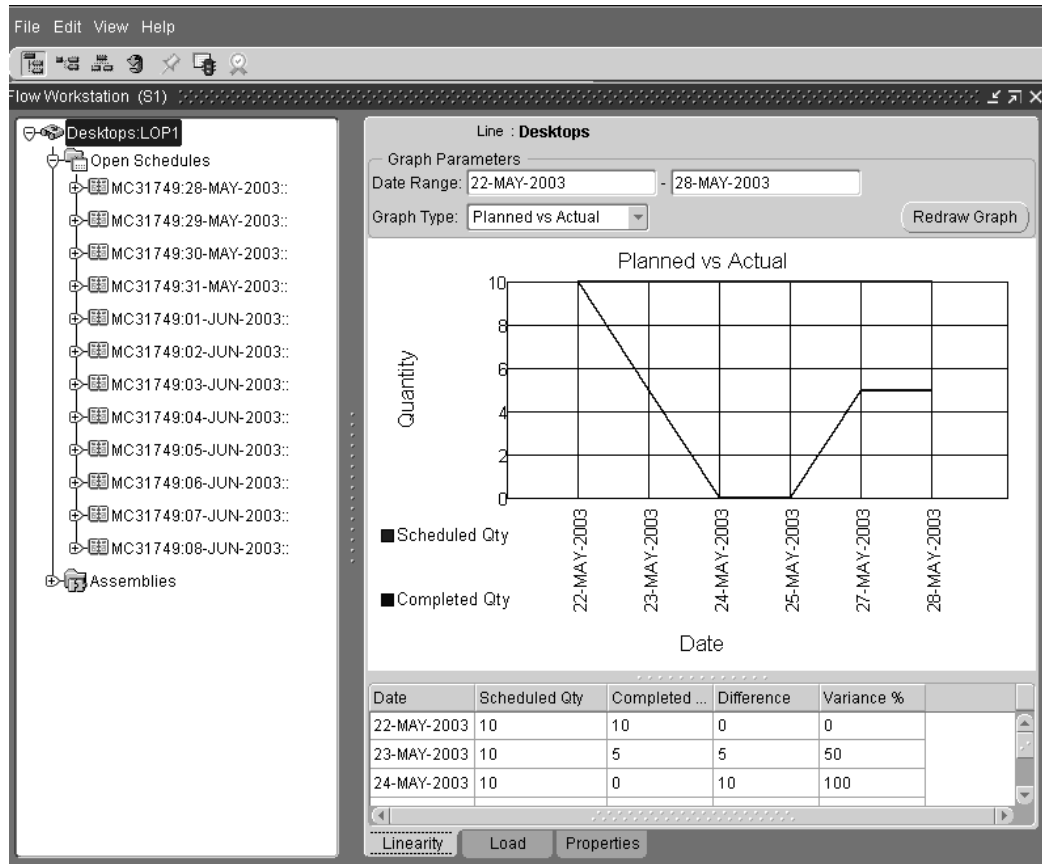 File Edit View Help
Flow Workstation (S1)
Desktops:LOP1
Open Schedules
MC31749:28-MAY-2003::
MC31749:29-MAY-2003::
MC31749:30-MAY-2003::
MC31749:31-MAY-2003::
MC31749:01-JUN-2003::
MC31749:02-JUN-2003::
MC31749:03-JUN-2003::
MC31749:04-JUN-2003::
MC31749:05-JUN-2003::
MC31749:06-JUN-2003::
MC31749:07-JUN-2003::
MC31749:08-JUN-2003::
Assemblies
Line : Desktops
Graph Parameters
Date Range: 22-MAY-2003 - 28-MAY-2003
Graph Type: Planned vs Actual Redraw Graph
Planned vs Actual
10
8
6
4
2
0
Quantity
Scheduled Qty
Completed Qty
22-MAY-2003
23-MAY-2003
24-MAY-2003
25-MAY-2003
27-MAY-2003
28-MAY-2003
Date
Date Scheduled Qty Completed ... Difference Variance %
22-MAY-2003 10 10 0 0
23-MAY-2003 10 5 5 50
24-MAY-2003 10 0 10 100
Linearity Load Properties